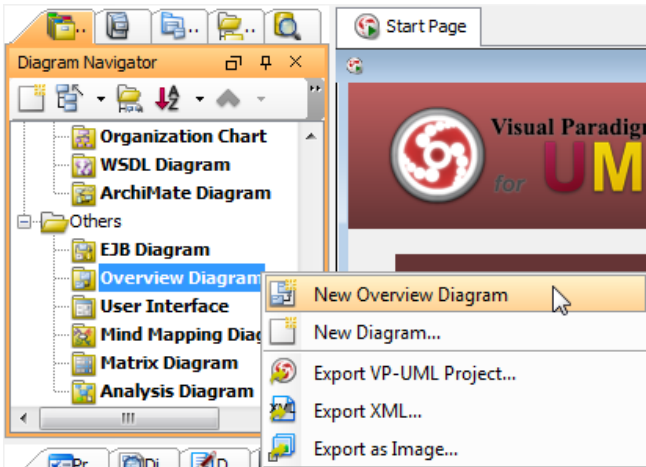 Start Page
Diagram Navigator
Organization Chart
WSDL Diagram
ArchiMate Diagram
Others
EJB Diagram
Overview Diagram
User Interface
Mind Mapping Diag
Matrix Diagram
Analysis Diagram
Visual Paradigm
for UM
New Overview Diagram
New Diagram...
Export VP-UML Project...
Export XML...
Export as Image...